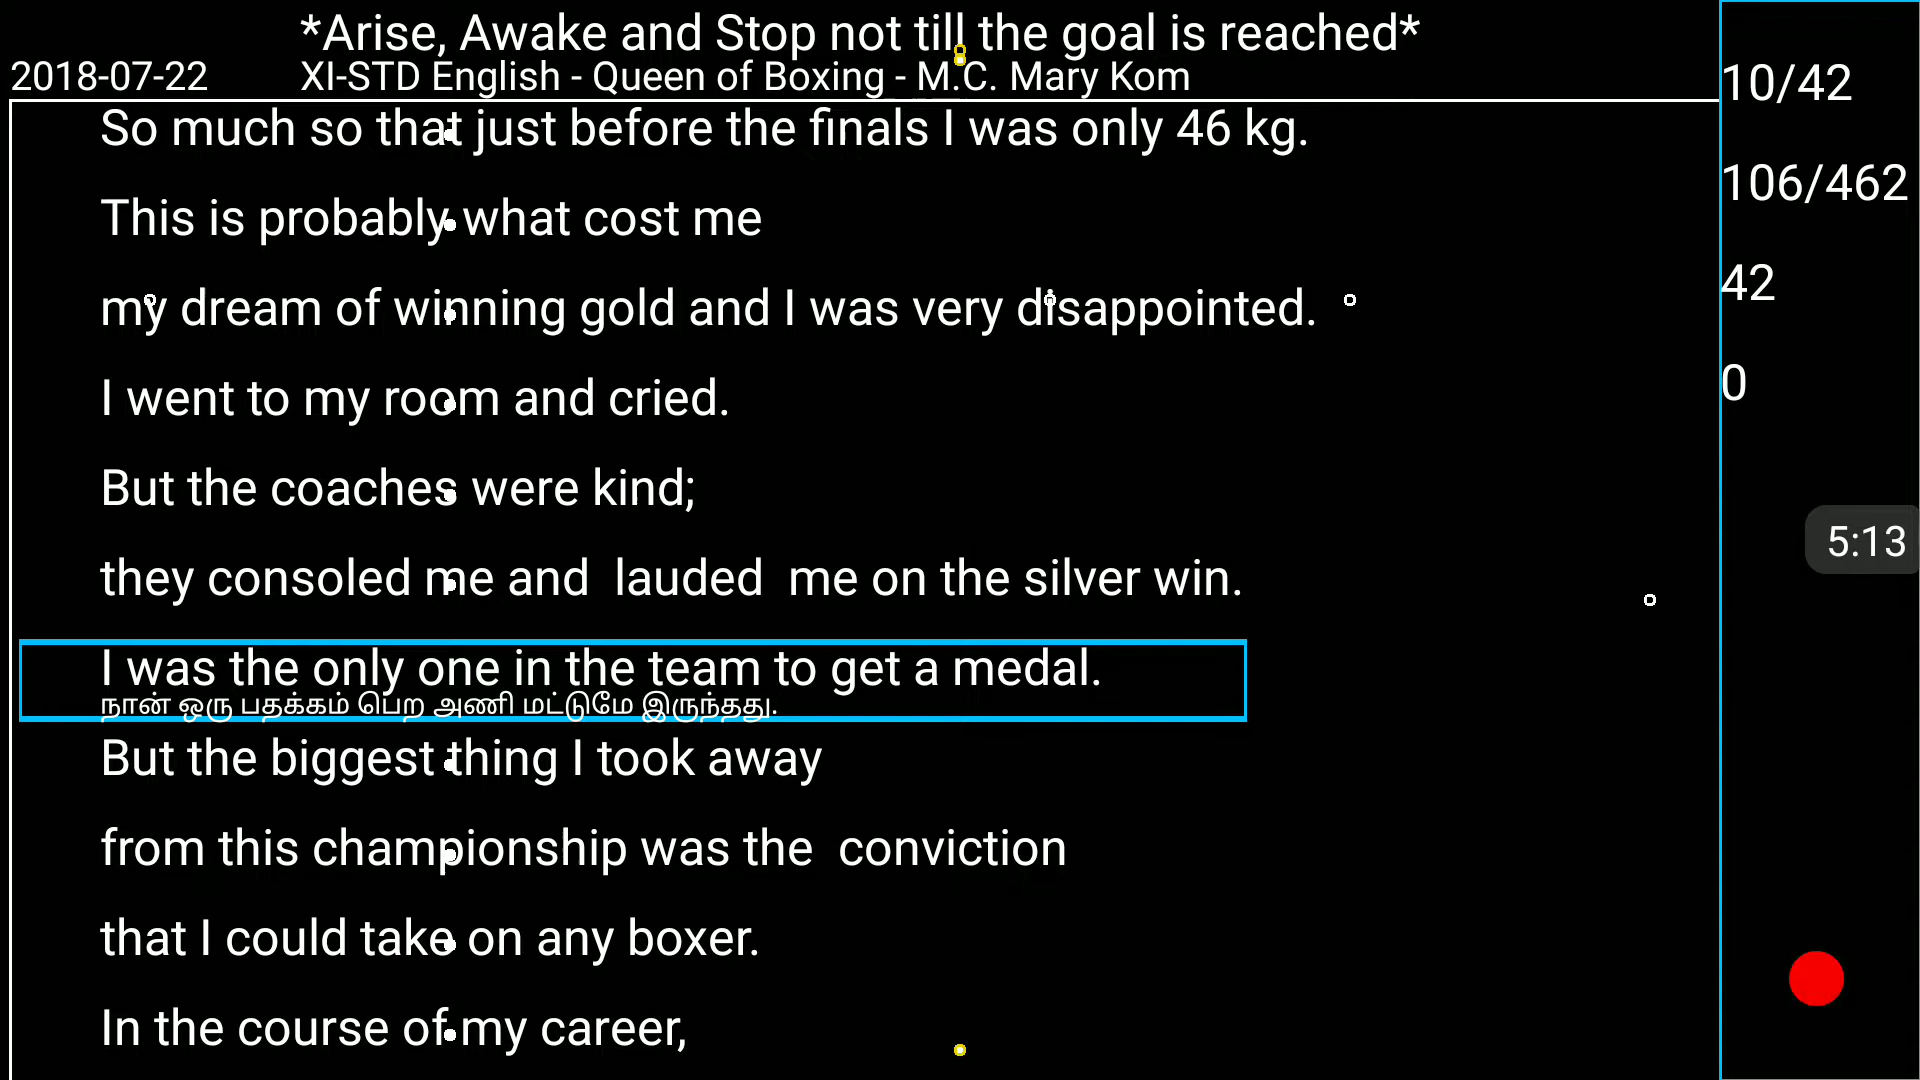 *Arise, Awake and Stop not till the goal is reached*
2018-07-22 XI-STD English - Queen of Boxing - M.C. Mary Kom
10/42
So much so that just before the finals I was only 46 kg.
106/462
This is probably what cost me
42
my dream of winning gold and I was very disappointed.
0
I went to my room and cried.
But the coaches were kind;
5:13
they consoled me and lauded me on the silver win.
I was the only one in the team to get a medal.
நான் ஒரு பதக்கம் பெற அணி மட்டுமே இருந்தது.
But the biggest thing I took away
from this championship was the conviction
that I could take on any boxer.
In the course of my career,